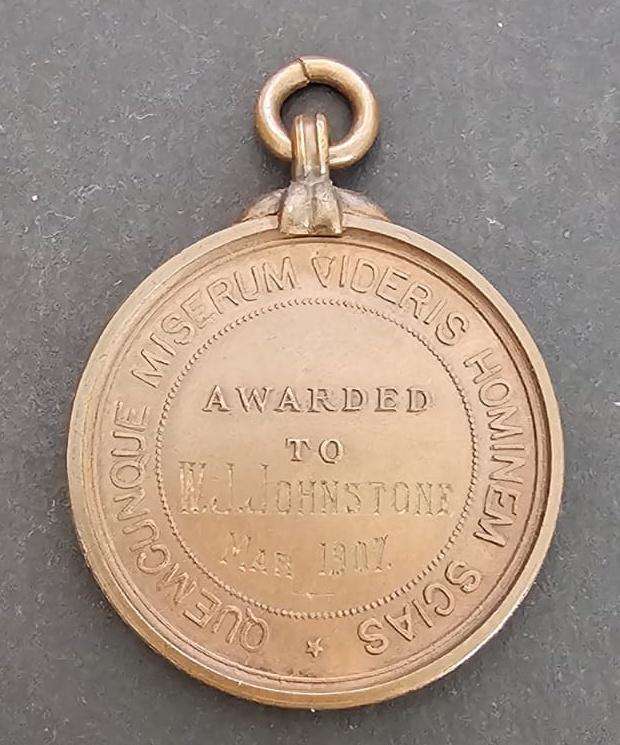 QUEMCUNQUE MISERUM VIDERIS HOMINEM SCIAS
AWARDED
TO
W.J.JOHNSTONE
MAR 1907.